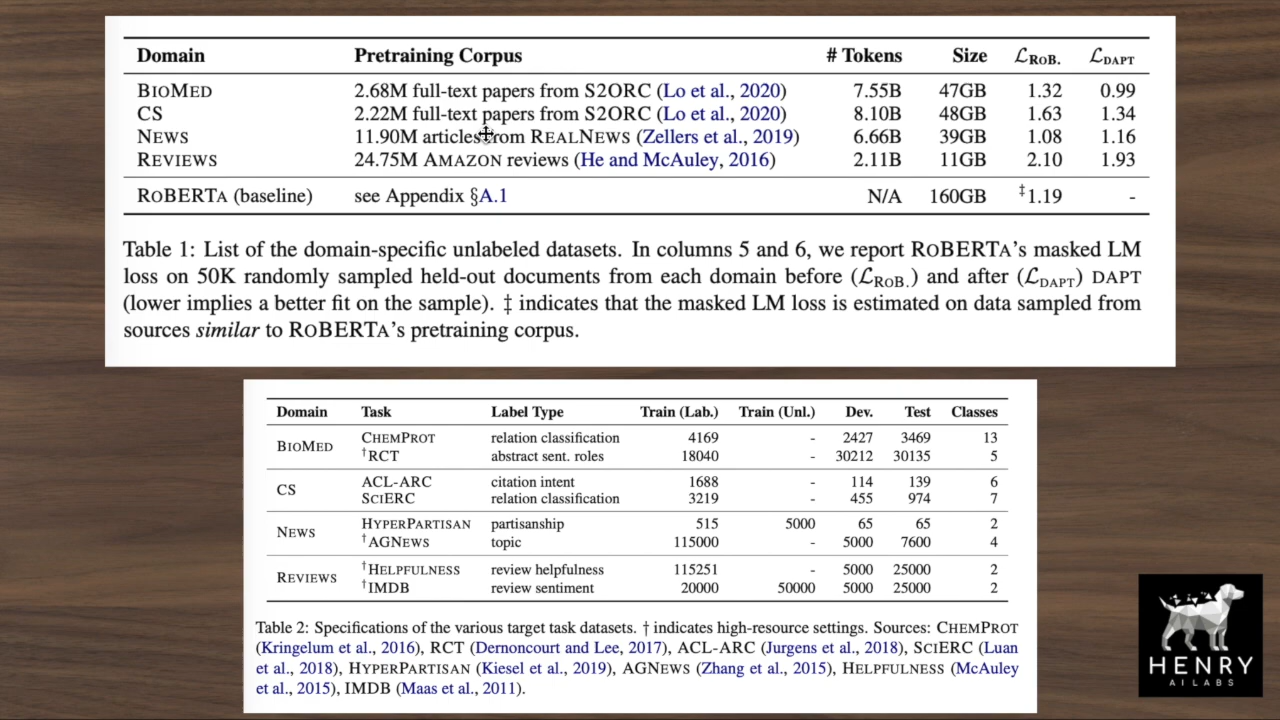 Domain Pretraining Corpus # Tokens Size ℒRoB. ℒDAPT
BioMed 2.68M full-text papers from S2ORC (Lo et al., 2020) 7.55B 47GB 1.32 0.99
CS 2.22M full-text papers from S2ORC (Lo et al., 2020) 8.10B 48GB 1.63 1.34
News 11.90M articles from RealNews (Zellers et al., 2019) 6.66B 39GB 1.08 1.16
Reviews 24.75M Amazon reviews (He and McAuley, 2016) 2.11B 11GB 2.10 1.93
RoBERTa (baseline) see Appendix §A.1 N/A 160GB ‡1.19 -
Table 1: List of the domain-specific unlabeled datasets. In columns 5 and 6, we report RoBERTa's masked LM
loss on 50K randomly sampled held-out documents from each domain before (ℒRoB.) and after (ℒDAPT) DAPT
(lower implies a better fit on the sample). ‡ indicates that the masked LM loss is estimated on data sampled from
sources similar to RoBERTa's pretraining corpus.
Domain Task Label Type Train (Lab.) Train (Unl.) Dev. Test Classes
BioMed
ChemProt relation classification 4169 - 2427 3469 13
†RCT abstract sent. roles 18040 - 30212 30135 5
CS
ACL-ARC citation intent 1688 - 114 139 6
SciERC relation classification 3219 - 455 974 7
News
HyperPartisan partisanship 515 5000 65 65 2
†AGNews topic 115000 - 5000 7600 4
Reviews
†Helpfulness review helpfulness 115251 - 5000 25000 2
†IMDB review sentiment 20000 50000 5000 25000 2
Table 2: Specifications of the various target task datasets. † indicates high-resource settings. Sources: ChemProt
(Kringelum et al., 2016), RCT (Dernoncourt and Lee, 2017), ACL-ARC (Jurgens et al., 2018), SciERC (Luan
et al., 2018), HyperPartisan (Kiesel et al., 2019), AGNews (Zhang et al., 2015), Helpfulness (McAuley
et al., 2015), IMDB (Maas et al., 2011).
HENRY
AI LABS